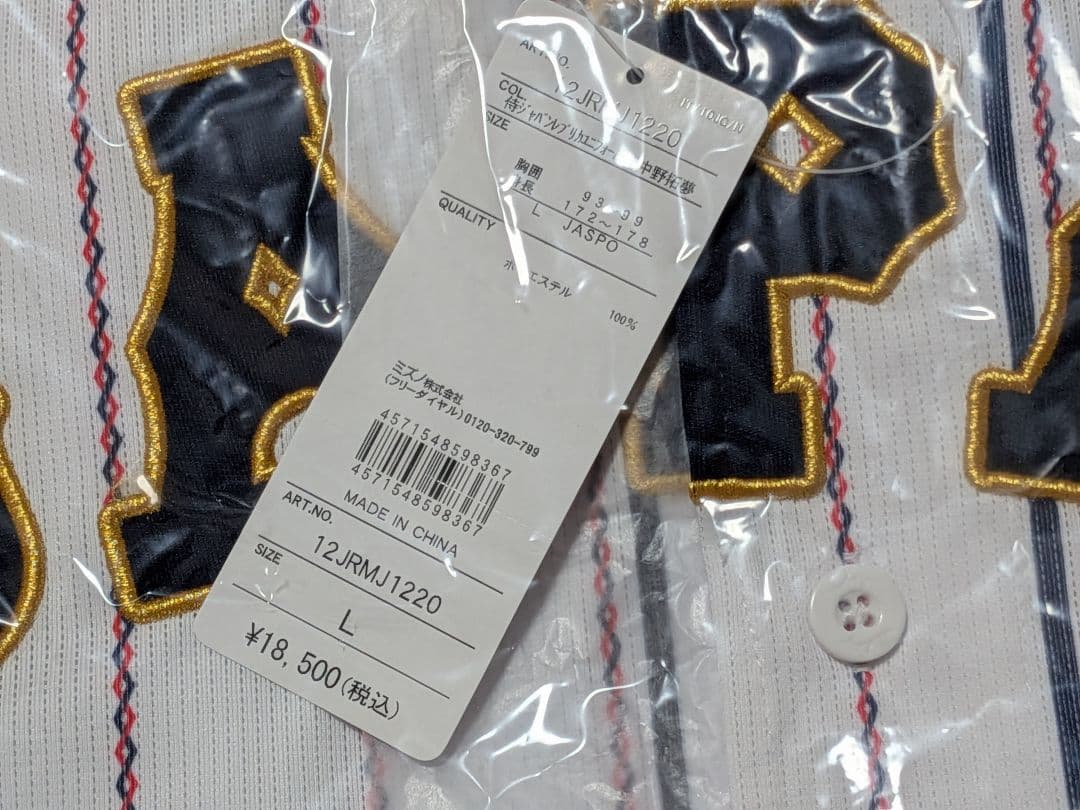 ART.NO.
12JRMJ1220
COL.
侍ジャパンレプリカユニフォーム 中野拓夢
SIZE
胸囲 93~99
身長 172~178
L JASPO
QUALITY
ポリエステル
100%
ミズノ株式会社
(フリーダイヤル)0120-320-799
4571548598367
4571548598367
MADE IN CHINA
ART.NO.
12JRMJ1220
SIZE
L
¥18,500(税込)